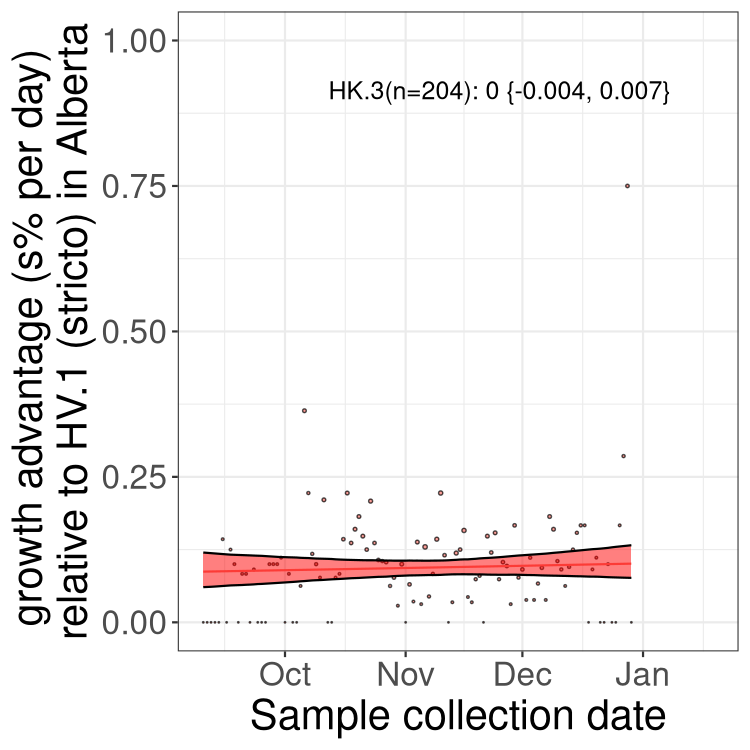 growth advantage (s% per day)
relative to HV.1 (stricto) in Alberta
1.00
0.75
0.50
0.25
0.00
HK.3(n=204): 0 {-0.004, 0.007}
Oct
Nov
Dec
Jan
Sample collection date